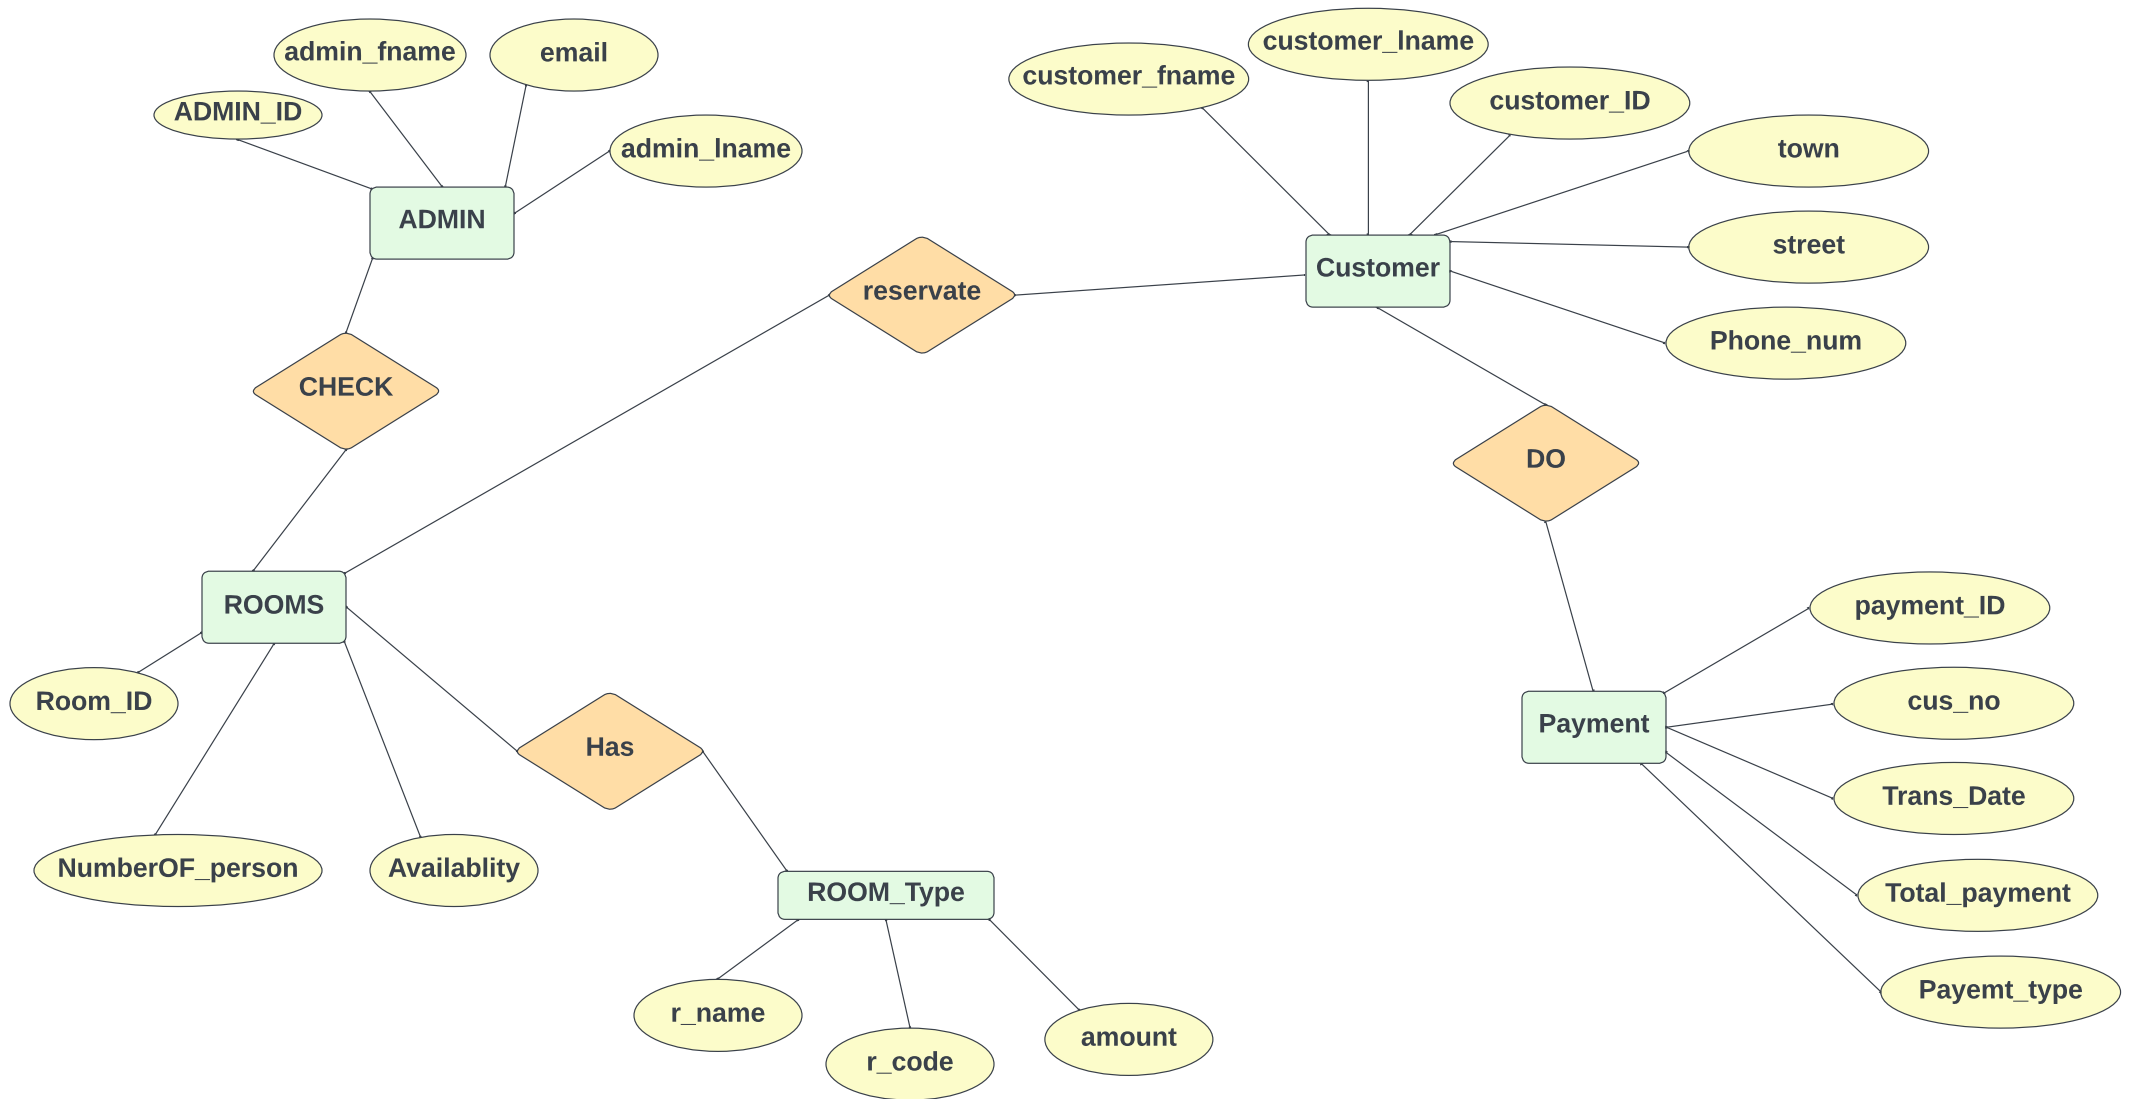 admin_fname
email
ADMIN_ID
admin_lname
ADMIN
customer_lname
customer_fname
customer_ID
town
street
Customer
Phone_num
reservate
CHECK
DO
ROOMS
Room_ID
NumberOF_person
Availablity
Has
ROOM_Type
r_name
r_code
amount
payment_ID
cus_no
Payment
Trans_Date
Total_payment
Payemt_type